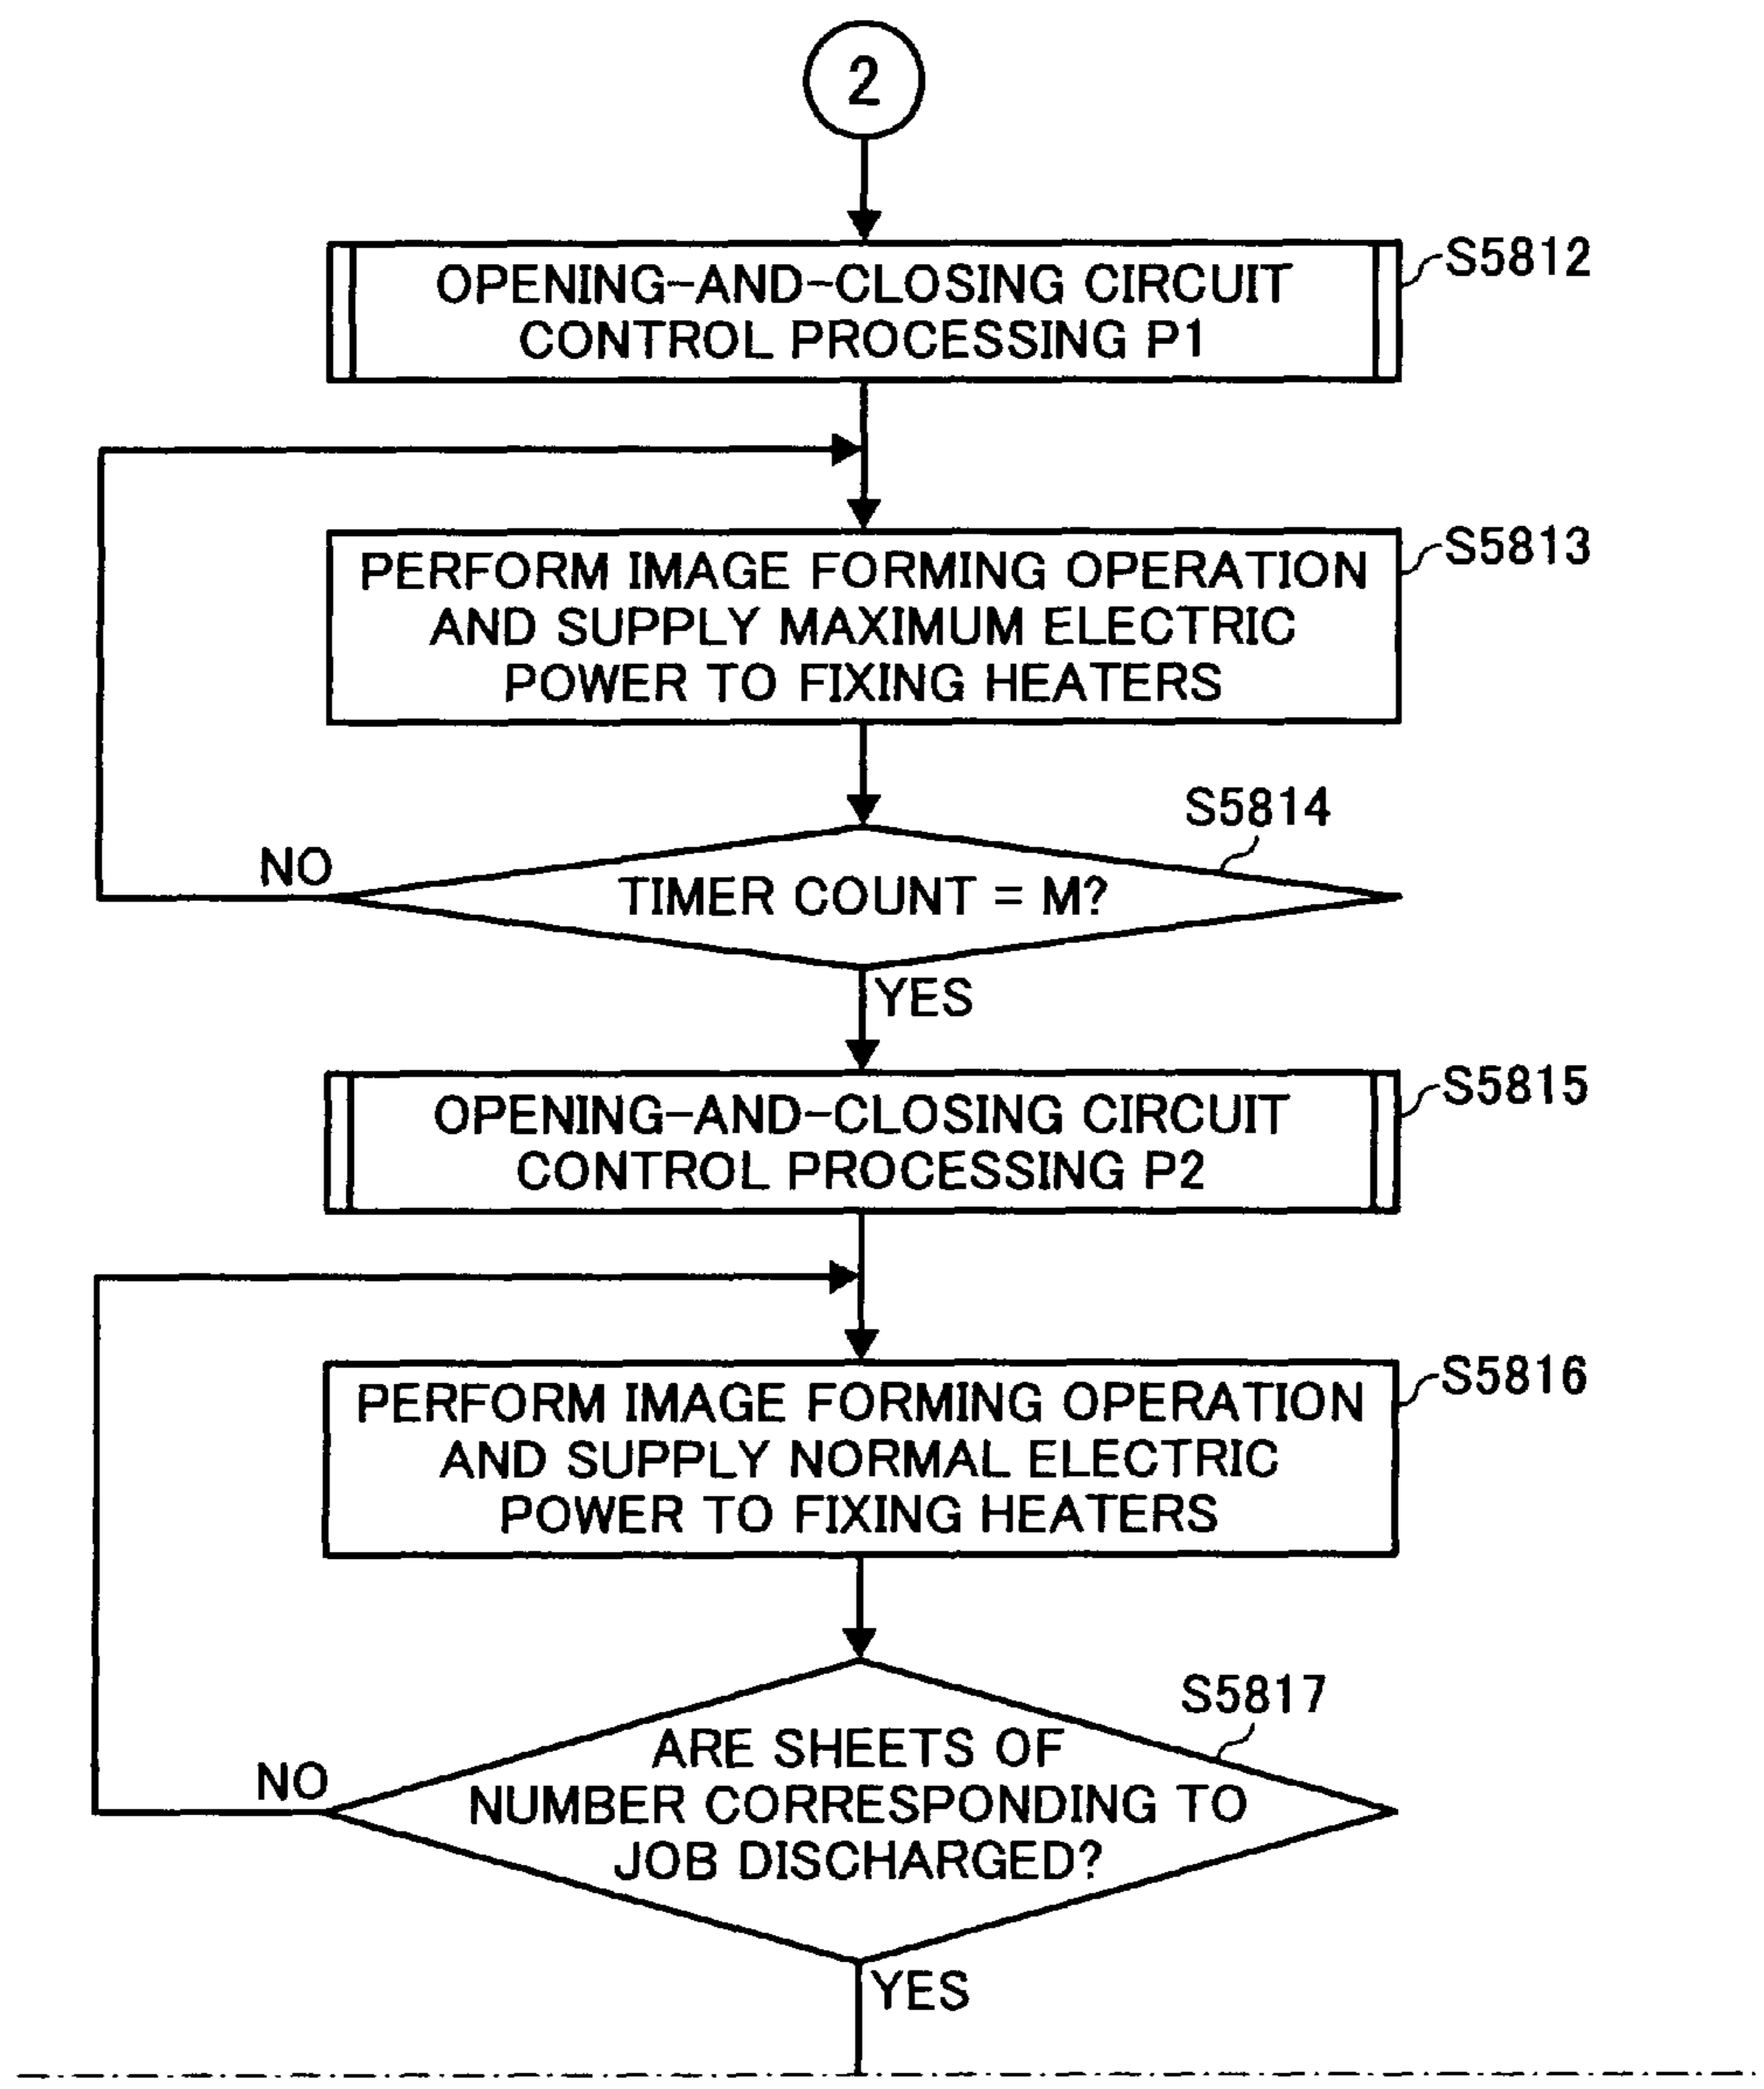 2
OPENING-AND-CLOSING CIRCUIT
CONTROL PROCESSING P1
S5812
PERFORM IMAGE FORMING OPERATION
AND SUPPLY MAXIMUM ELECTRIC
POWER TO FIXING HEATERS
S5813
S5814
NO
TIMER COUNT = M?
YES
OPENING-AND-CLOSING CIRCUIT
CONTROL PROCESSING P2
S5815
PERFORM IMAGE FORMING OPERATION
AND SUPPLY NORMAL ELECTRIC
POWER TO FIXING HEATERS
S5816
S5817
NO
ARE SHEETS OF
NUMBER CORRESPONDING TO
JOB DISCHARGED?
YES